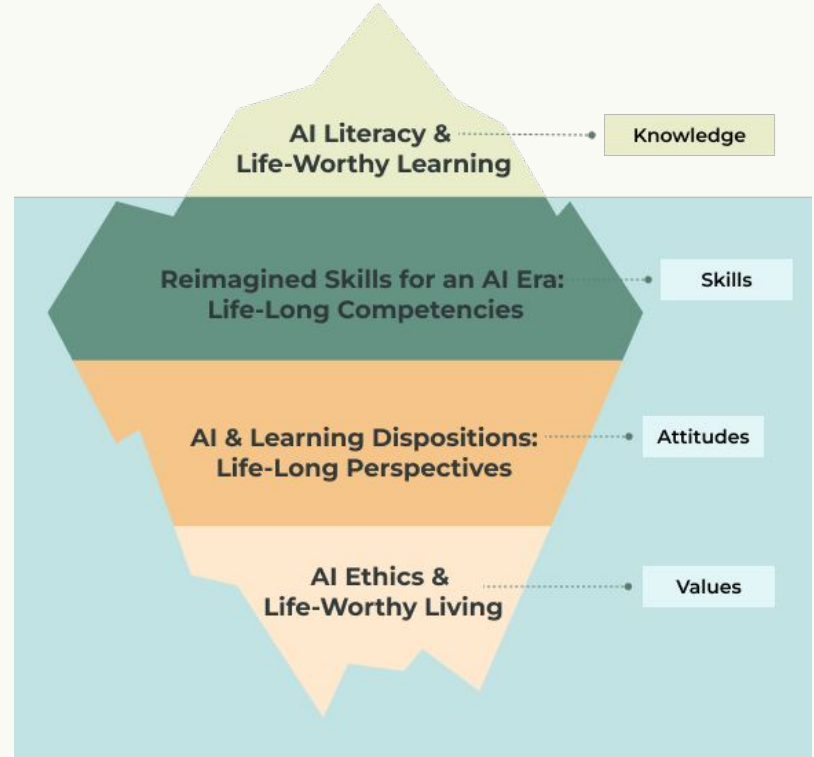 AI Literacy &
Life-Worthy Learning
Knowledge
Reimagined Skills for an AI Era:
Life-Long Competencies
Skills
AI & Learning Dispositions:
Life-Long Perspectives
Attitudes
AI Ethics &
Life-Worthy Living
Values